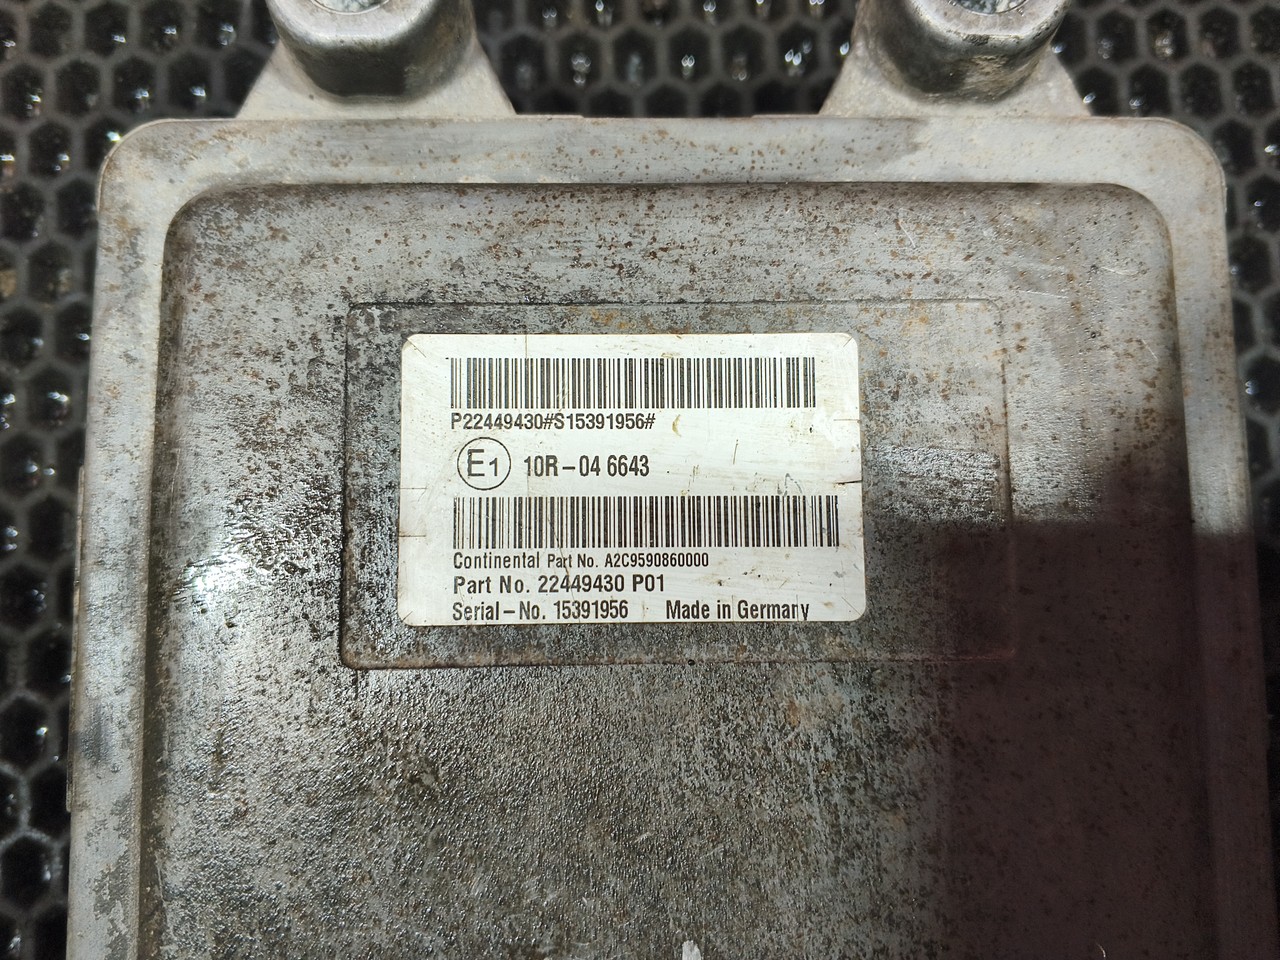 P22449430#S15391956#
E1 10R-04 6643
Continental Part No. A2C9590860000
Part No. 22449430 P01
Serial-No. 15391956 Made in Germany